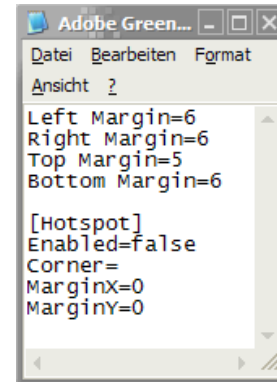 Adobe Green...
Datei Bearbeiten Format
Ansicht ?
Left Margin=6
Right Margin=6
Top Margin=5
Bottom Margin=6
[Hotspot]
Enabled=false
Corner=
MarginX=0
MarginY=0